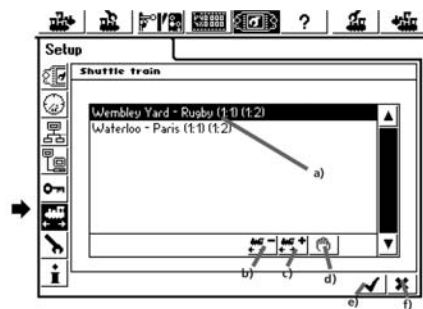 ?
Setup
Shuttle train
Wembley Yard - Rugby (1:1) (1:2)
Waterloo - Paris (1:1) (1:2)
a)
b)
c)
d)
e)
f)